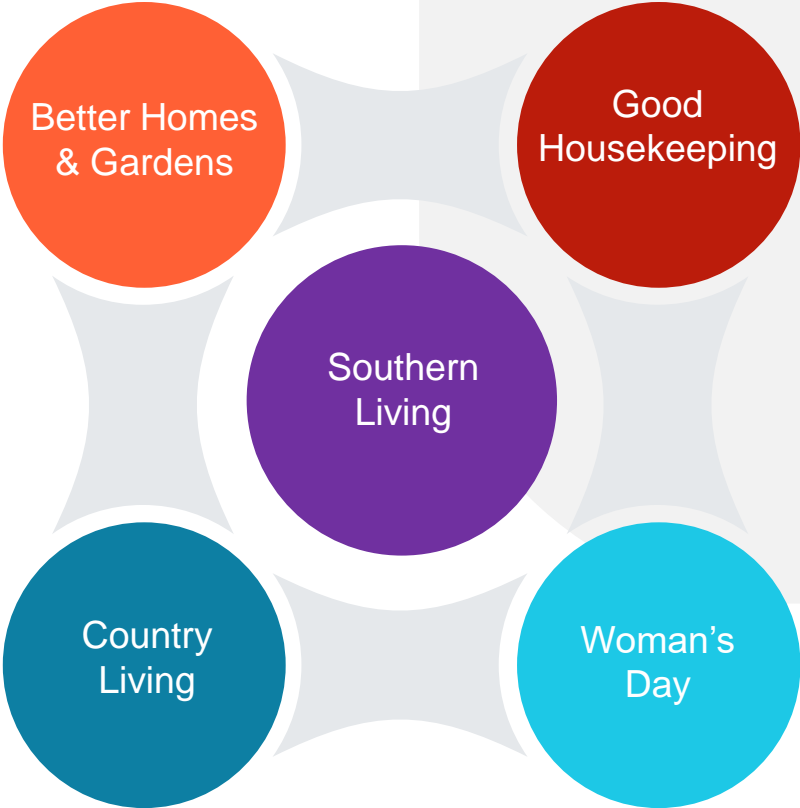 Better Homes
& Gardens
Good
Housekeeping
Southern
Living
Country
Living
Woman’s
Day